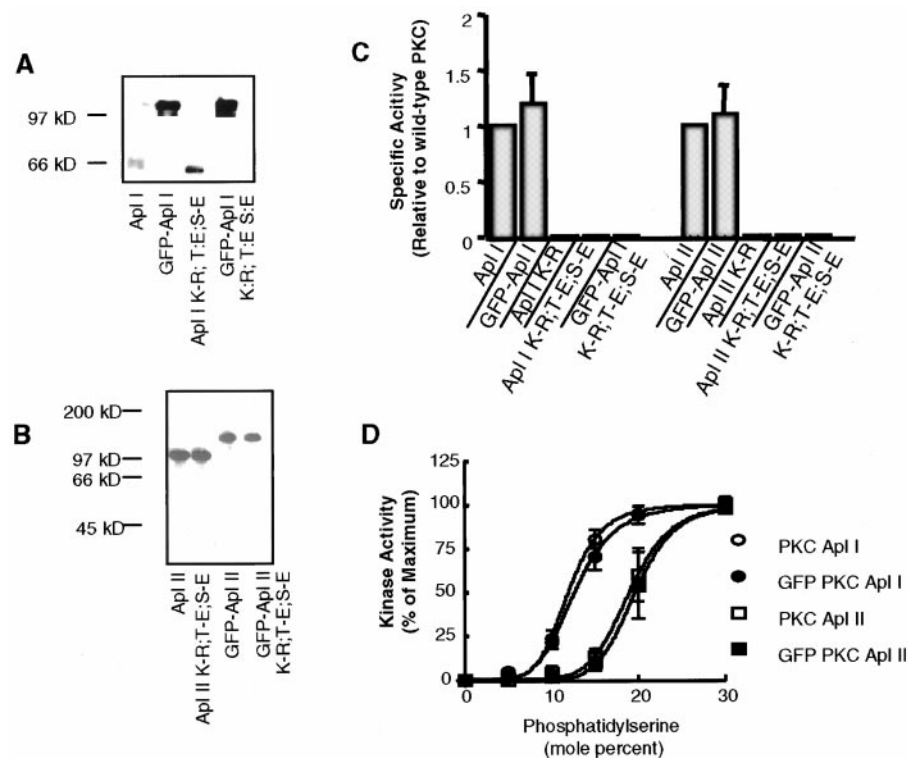 A
97 kD
66 kD
Apl I
GFP-Apl I
Apl I K-R; T:E;S-E
GFP-Apl I
K:R; T:E S:E
B
200 kD
97 kD
66 kD
45 kD
Apl II
Apl II K-R;T-E;S-E
GFP-Apl II
GFP-Apl II
K-R;T-E;S-E
C
Specific Acitivy
(Relative to wild-type PKC)
2
1.5
1
0.5
0
Apl I
GFP-Apl I
Apl I K-R
Apl I K-R;T-E;S-E
GFP-Apl I
K-R;T-E;S-E
Apl II
GFP-Apl II
Apl II K-R
Apl II K-R;T-E;S-E
GFP-Apl II
K-R;T-E;S-E
D
Kinase Activity
(% of Maximum)
125
100
75
50
25
0
0
10
20
30
Phosphatidylserine
(mole percent)
PKC Apl I
GFP PKC Apl I
PKC Apl II
GFP PKC Apl II